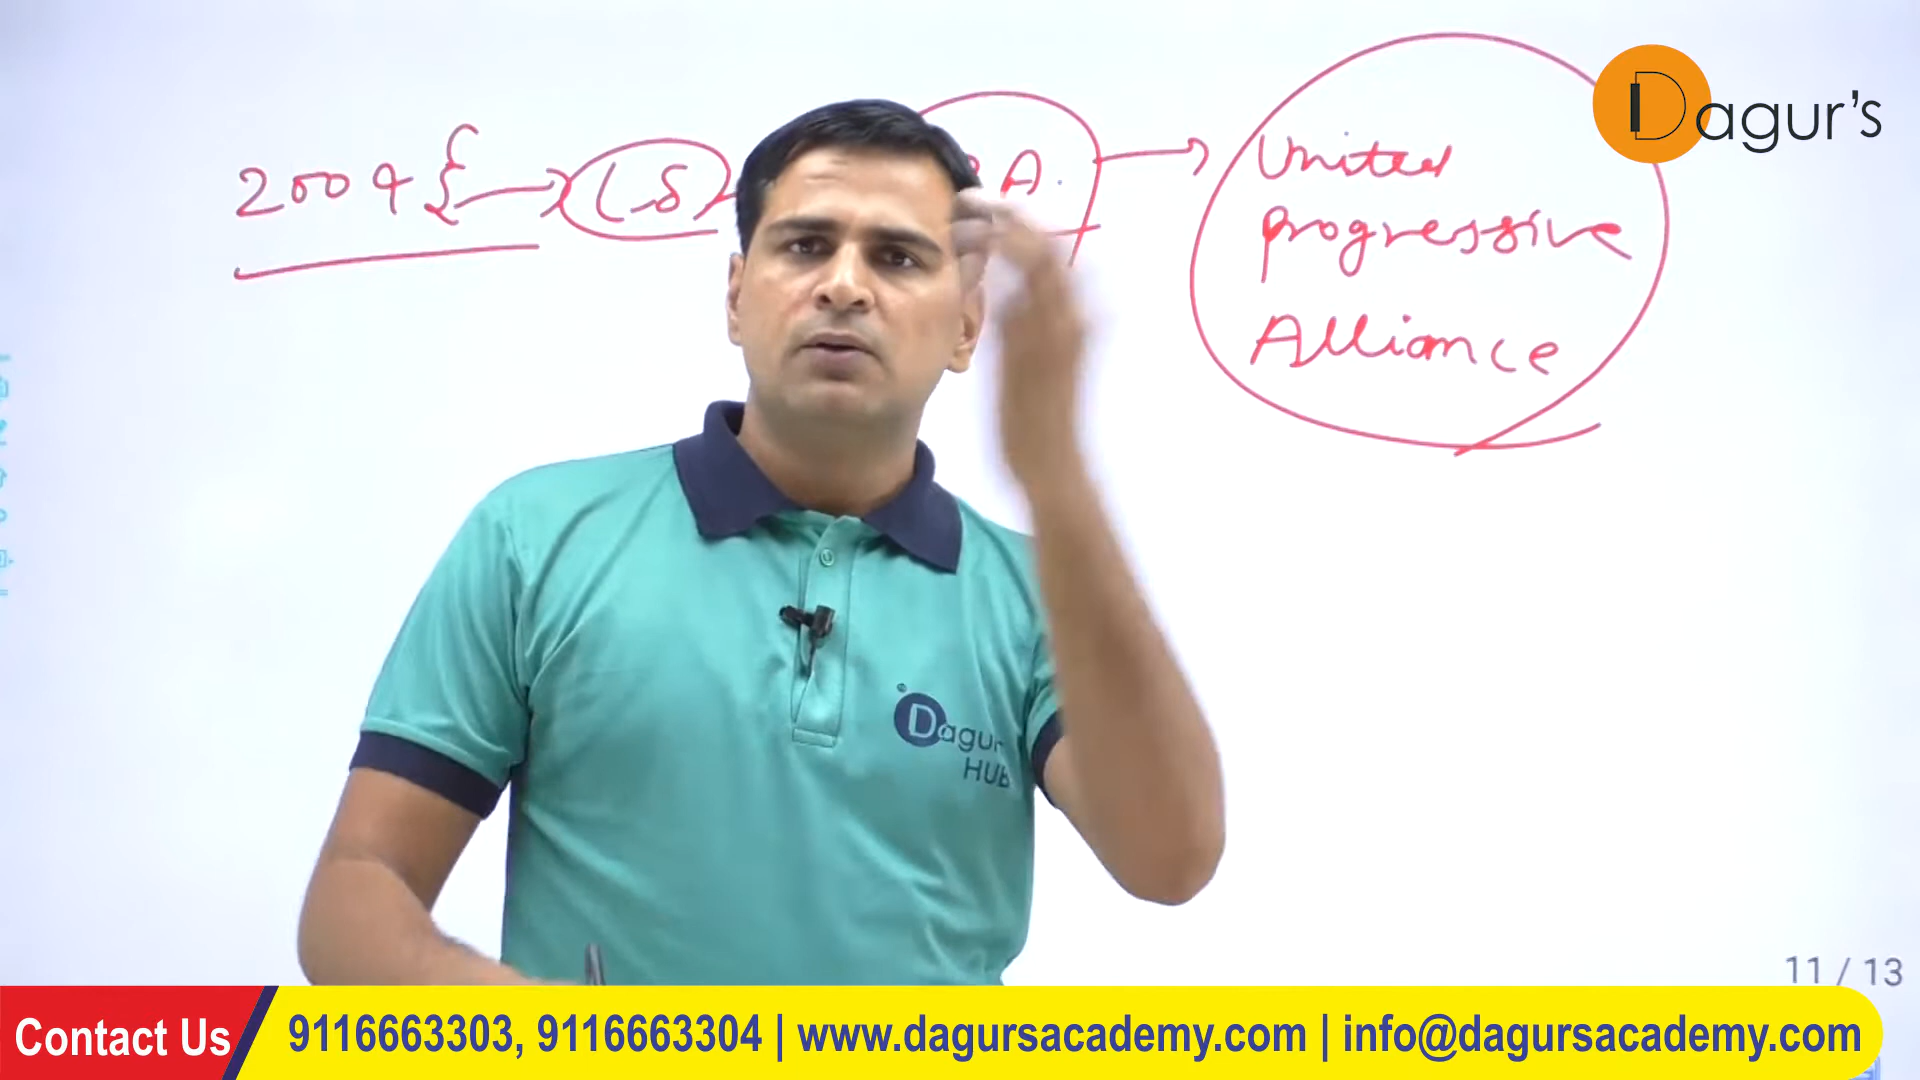 Dagur's
2004 { → (LS) A. → United
Progressive
Alliance
Dagur
HUB
11 / 13
Contact Us 9116663303, 9116663304 | www.dagursacademy.com | info@dagursacademy.com